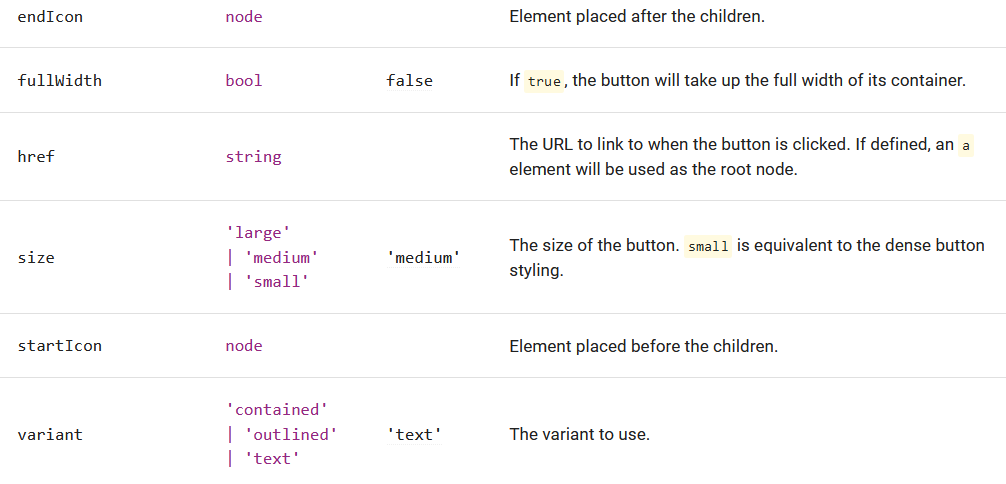 endIcon node Element placed after the children.
fullWidth bool false If true, the button will take up the full width of its container.
href string The URL to link to when the button is clicked. If defined, an a
element will be used as the root node.
size 'large'
| 'medium' 'medium' The size of the button. small is equivalent to the dense button
| 'small' styling.
startIcon node Element placed before the children.
variant 'contained'
| 'outlined' 'text' The variant to use.
| 'text'